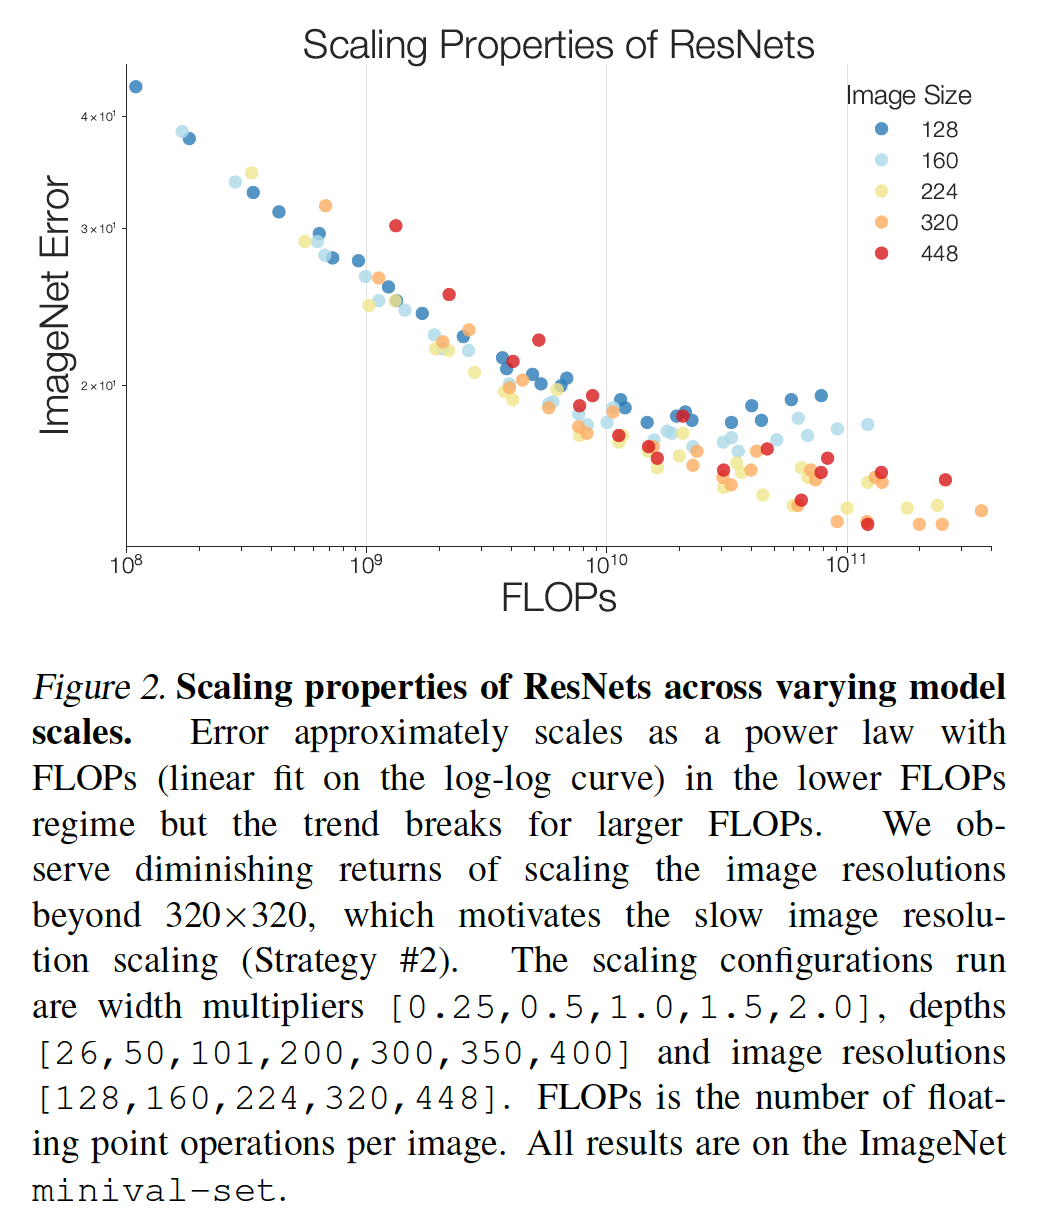 Scaling Properties of ResNets
Image Size
128
160
224
320
448
ImageNet Error
4 × 10¹
3 × 10¹
2 × 10¹
10⁸
10⁹
10¹⁰
10¹¹
FLOPs
Figure 2. Scaling properties of ResNets across varying model
scales. Error approximately scales as a power law with
FLOPs (linear fit on the log-log curve) in the lower FLOPs
regime but the trend breaks for larger FLOPs. We ob-
serve diminishing returns of scaling the image resolutions
beyond 320×320, which motivates the slow image resolu-
tion scaling (Strategy #2). The scaling configurations run
are width multipliers [0.25,0.5,1.0,1.5,2.0], depths
[26,50,101,200,300,350,400] and image resolutions
[128,160,224,320,448]. FLOPs is the number of float-
ing point operations per image. All results are on the ImageNet
minival-set.